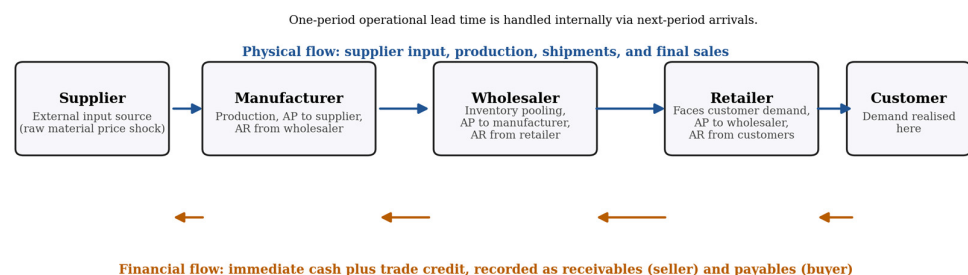 One-period operational lead time is handled internally via next-period arrivals.
Physical flow: supplier input, production, shipments, and final sales
Supplier
External input source
(raw material price shock)
Manufacturer
Production, AP to supplier,
AR from wholesaler
Wholesaler
Inventory pooling,
AP to manufacturer,
AR from retailer
Retailer
Faces customer demand,
AP to wholesaler,
AR from customers
Customer
Demand realised
here
Financial flow: immediate cash plus trade credit, recorded as receivables (seller) and payables (buyer)